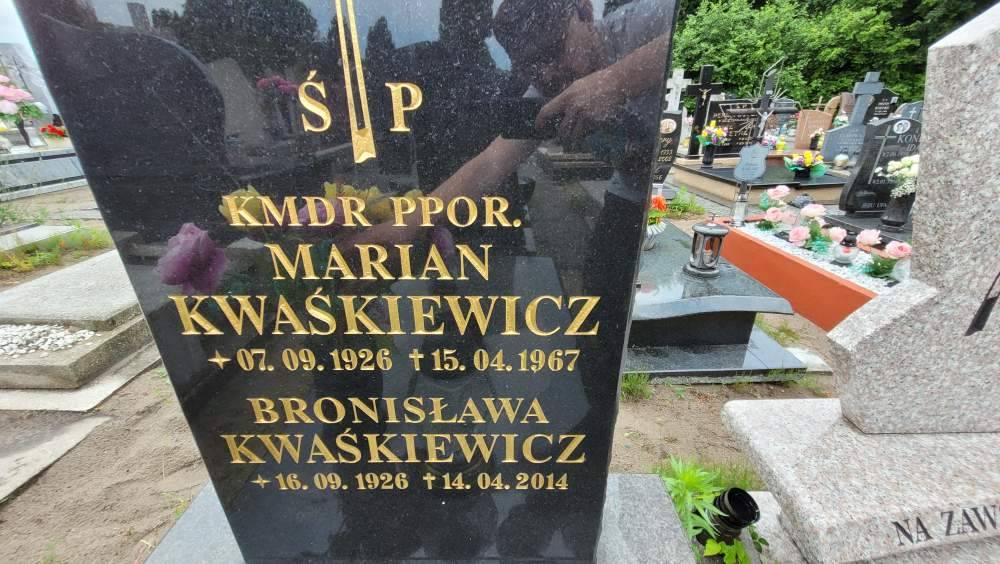 Ś P
KMDR PPOR.
MARIAN
KWAŚKIEWICZ
✦ 07. 09. 1926 ✝ 15. 04. 1967
BRONISŁAWA
KWAŚKIEWICZ
✦ 16. 09. 1926 ✝ 14. 04. 2014
NA ZAW